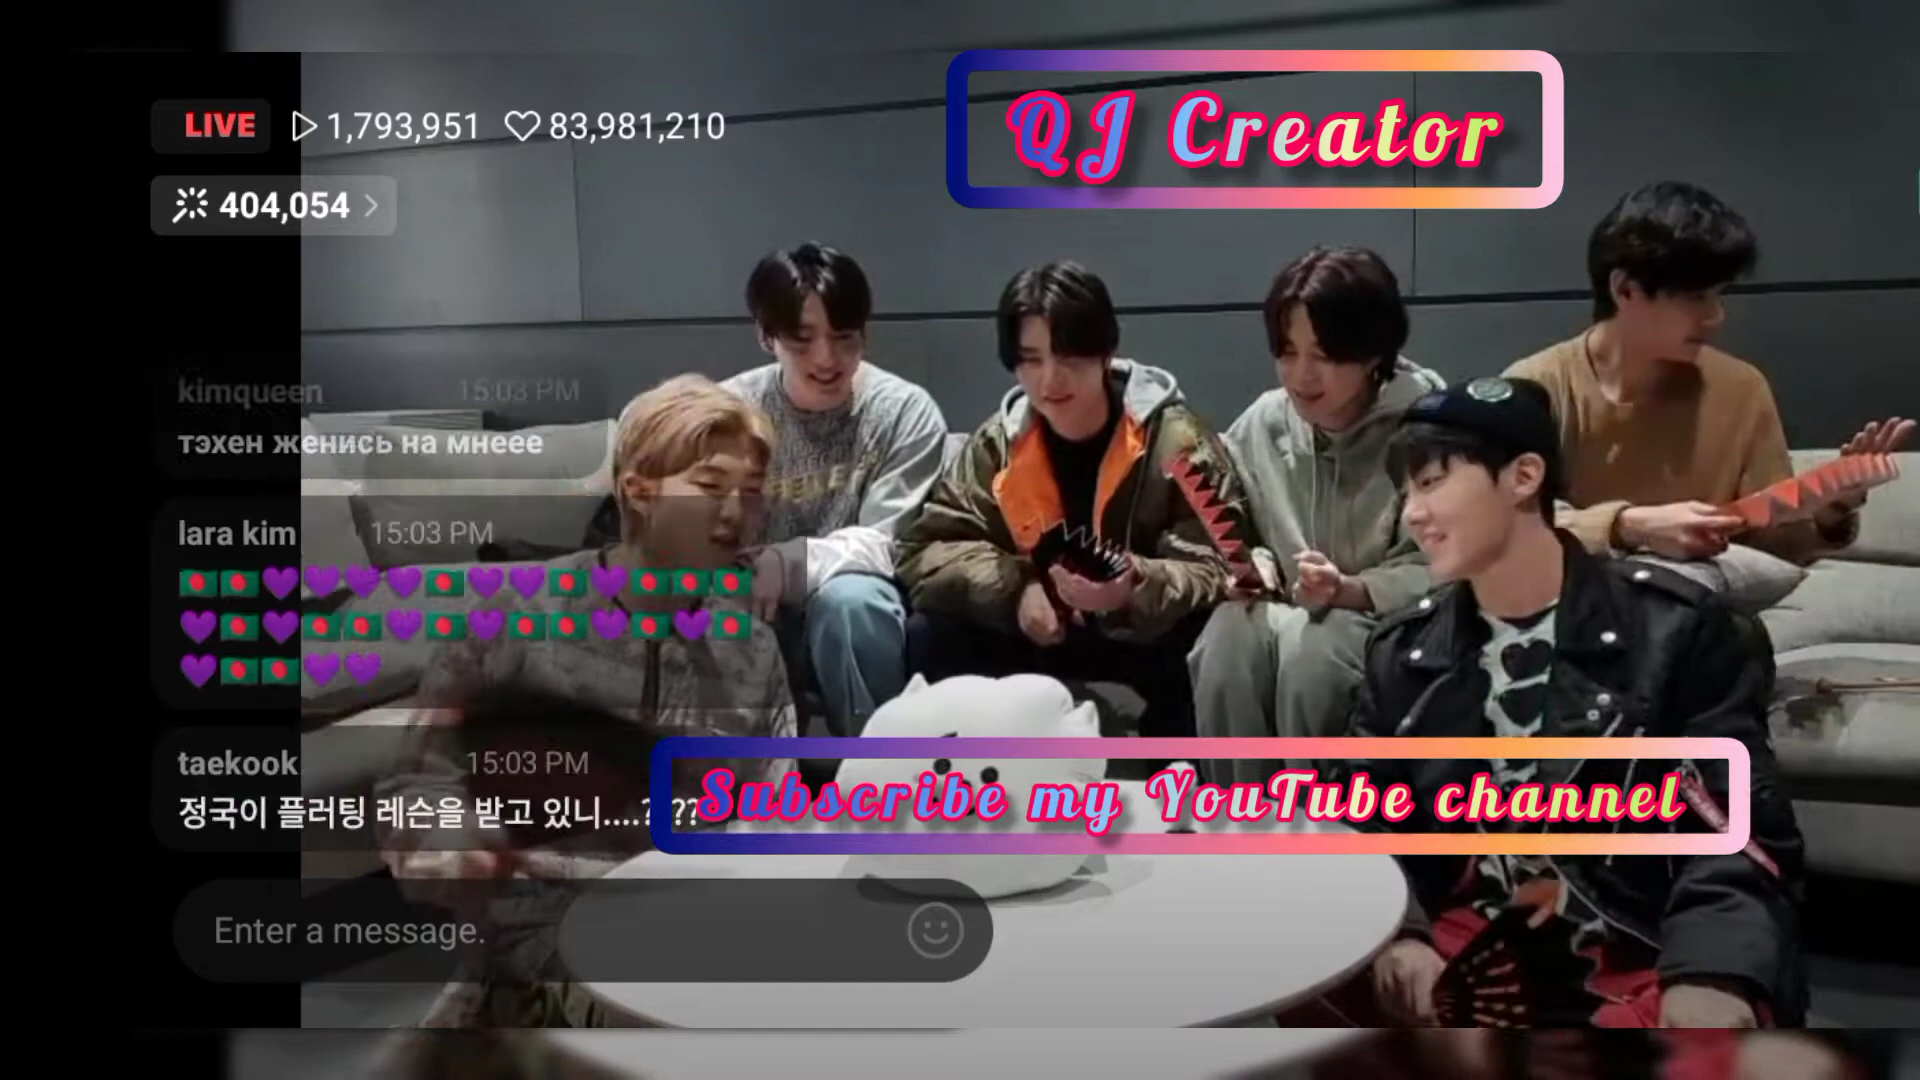 QJ Creator
LIVE 1,793,951 83,981,210
404,054
kimqueen 15:03 PM
тэхен женись на мнеее
lara kim 15:03 PM
🇧🇩🇧🇩💜💜💜💜🇧🇩💜💜🇧🇩💜🇧🇩🇧🇩🇧🇩
💜🇧🇩💜🇧🇩🇧🇩💜🇧🇩💜🇧🇩🇧🇩💜🇧🇩💜🇧🇩
💜🇧🇩🇧🇩💜💜
taekook 15:03 PM
정국이 플러팅 레슨을 받고 있니....???
Subscribe my YouTube channel
Enter a message.